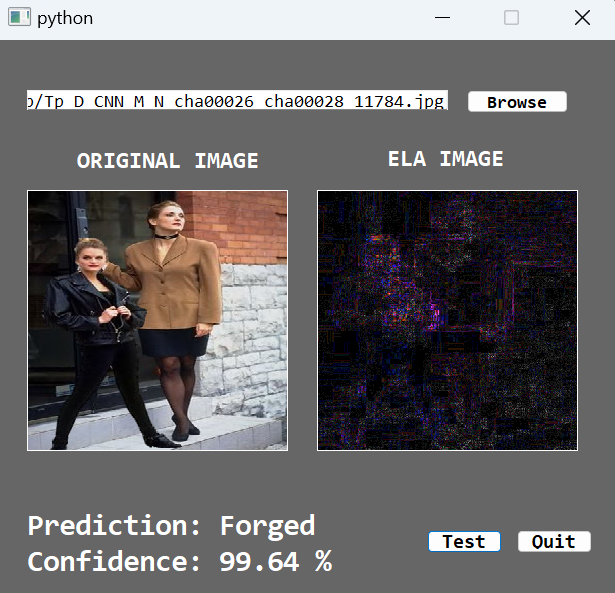 python
o/Tp D CNN M N cha00026 cha00028 11784.jpg
Browse
ORIGINAL IMAGE
ELA IMAGE
Prediction: Forged
Confidence: 99.64 %
Test
Quit